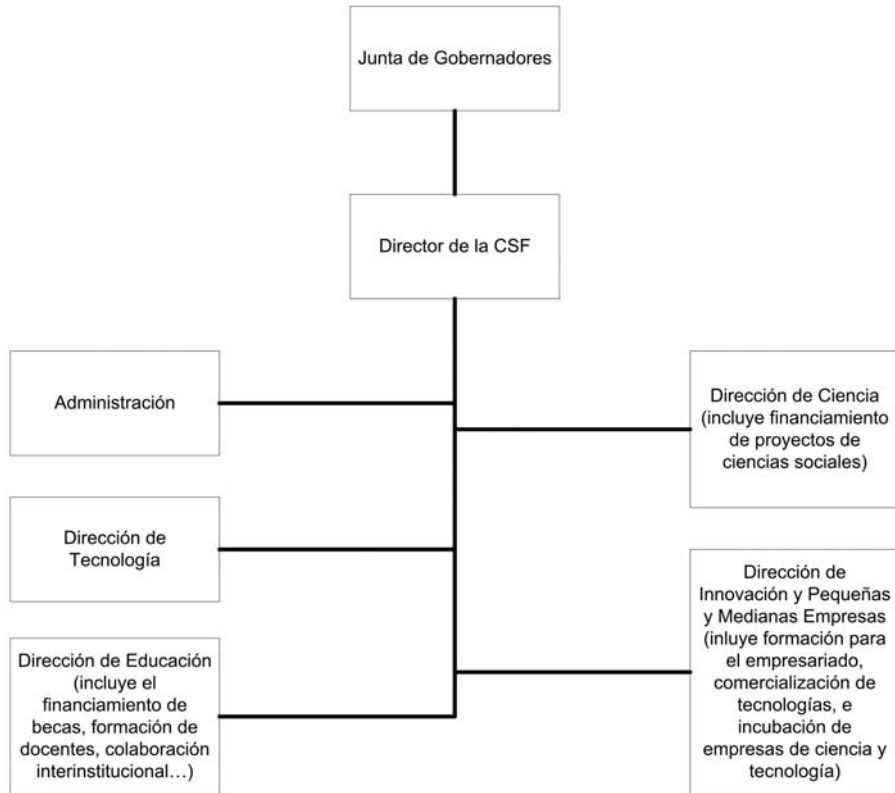 Junta de Gobernadores
Director de la CSF
Administración
Dirección de Ciencia
(incluye financiamiento
de proyectos de
ciencias sociales)
Dirección de
Tecnología
Dirección de
Innovación y Pequeñas
y Medianas Empresas
(inluye formación para
el empresariado,
comercialización de
tecnologías, e
incubación de
empresas de ciencia y
tecnología)
Dirección de Educación
(incluye el
financiamiento de
becas, formación de
docentes, colaboración
interinstitucional…)